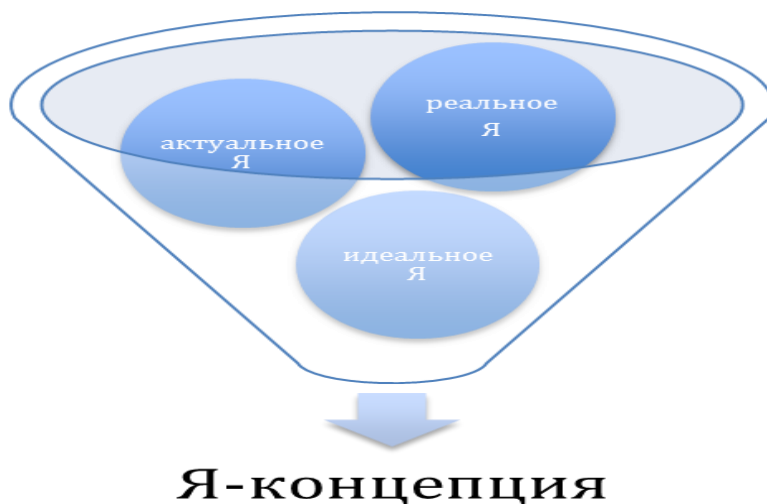 реальное
Я
актуальное
Я
идеальное
Я
Я-концепция